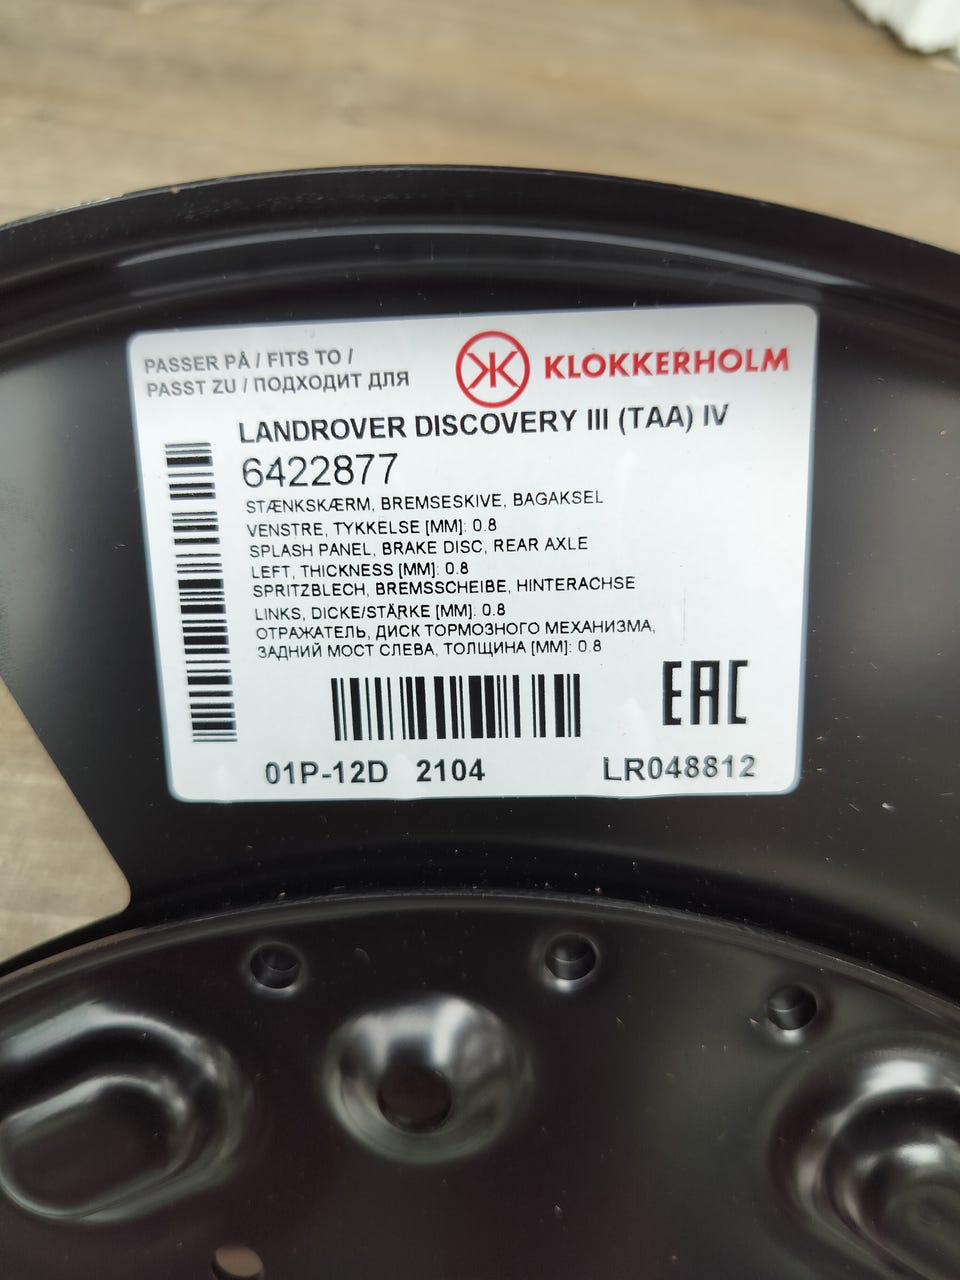 PASSER PÅ / FITS TO /
PASST ZU / ПОДХОДИТ ДЛЯ
KLOKKERHOLM
LANDROVER DISCOVERY III (TAA) IV
6422877
STÆNKSKÆRM, BREMSESKIVE, BAGAKSEL
VENSTRE, TYKKELSE [MM]: 0.8
SPLASH PANEL, BRAKE DISC, REAR AXLE
LEFT, THICKNESS [MM]: 0.8
SPRITZBLECH, BREMSSCHEIBE, HINTERACHSE
LINKS, DICKE/STÄRKE [MM]: 0.8
ОТРАЖАТЕЛЬ, ДИСК ТОРМОЗНОГО МЕХАНИЗМА,
ЗАДНИЙ МОСТ СЛЕВА, ТОЛЩИНА [MM]: 0.8
EAC
01P-12D 2104 LR048812